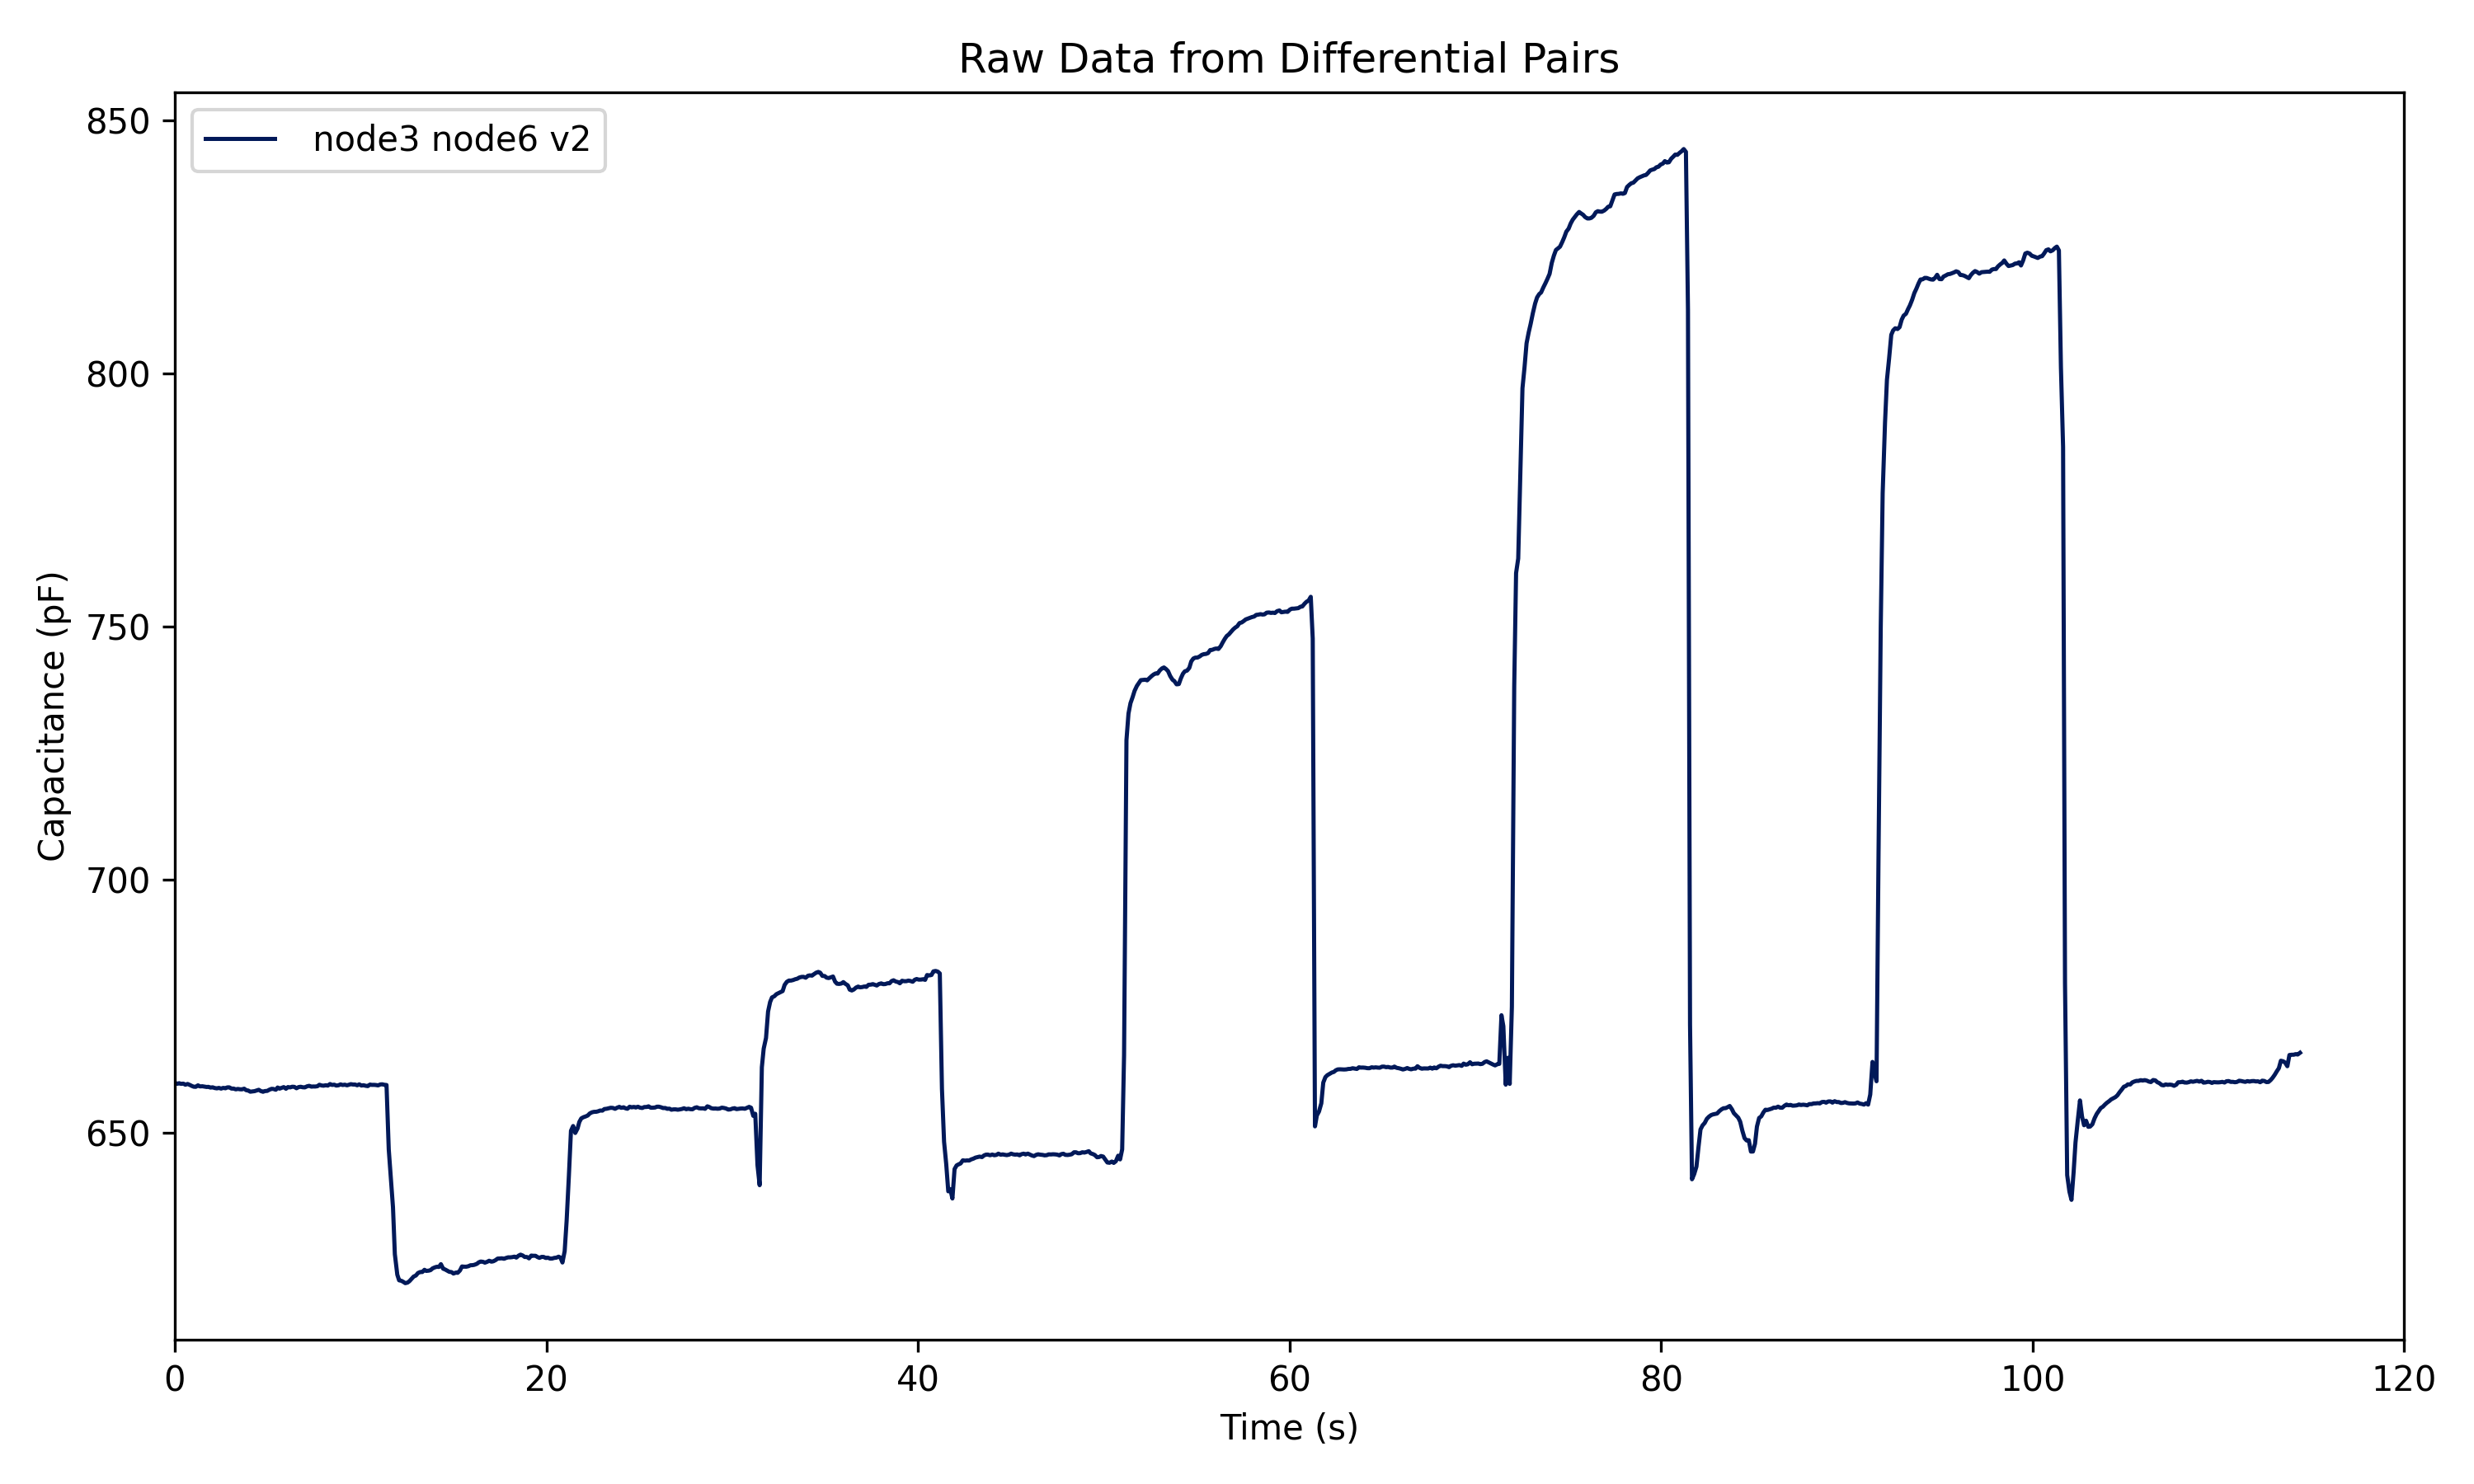 Raw Data from Differential Pairs
node3 node6 v2
850
800
750
700
650
Capacitance (pF)
0 20 40 60 80 100 120
Time (s)